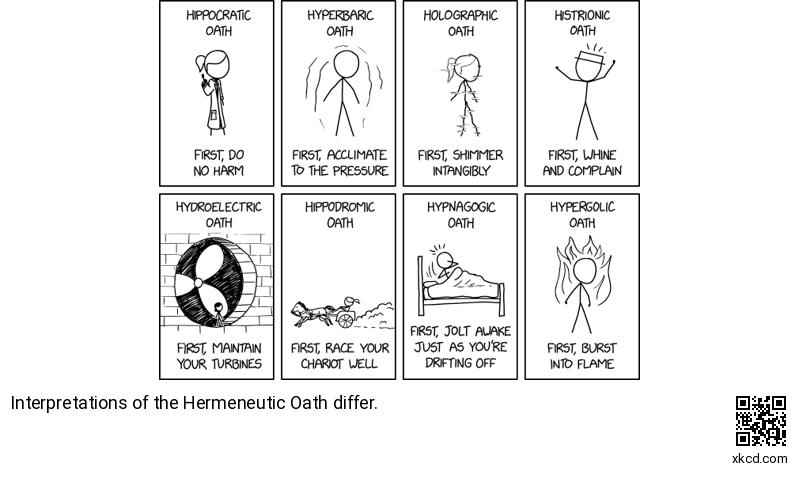 HIPPOCRATIC
OATH
FIRST, DO
NO HARM
HYPERBARIC
OATH
FIRST, ACCLIMATE
TO THE PRESSURE
HOLOGRAPHIC
OATH
FIRST, SHIMMER
INTANGIBLY
HISTRIONIC
OATH
FIRST, WHINE
AND COMPLAIN
HYDROELECTRIC
OATH
FIRST, MAINTAIN
YOUR TURBINES
HIPPODROMIC
OATH
FIRST, RACE YOUR
CHARIOT WELL
HYPNAGOGIC
OATH
FIRST, JOLT AWAKE
JUST AS YOU'RE
DRIFTING OFF
HYPERGOLIC
OATH
FIRST, BURST
INTO FLAME
Interpretations of the Hermeneutic Oath differ.
xkcd.com